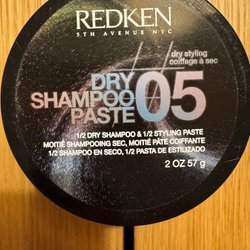 REDKEN
5TH AVENUE NYC
dry styling
coiffage à sec
DRY
SHAMPOO
PASTE
05
1/2 DRY SHAMPOO & 1/2 STYLING PASTE
MOITIÉ SHAMPOOING SEC, MOITIÉ PÂTE COIFFANTE
1/2 SHAMPOO EN SECO, 1/2 PASTA DE ESTILIZADO
2 OZ 57 g